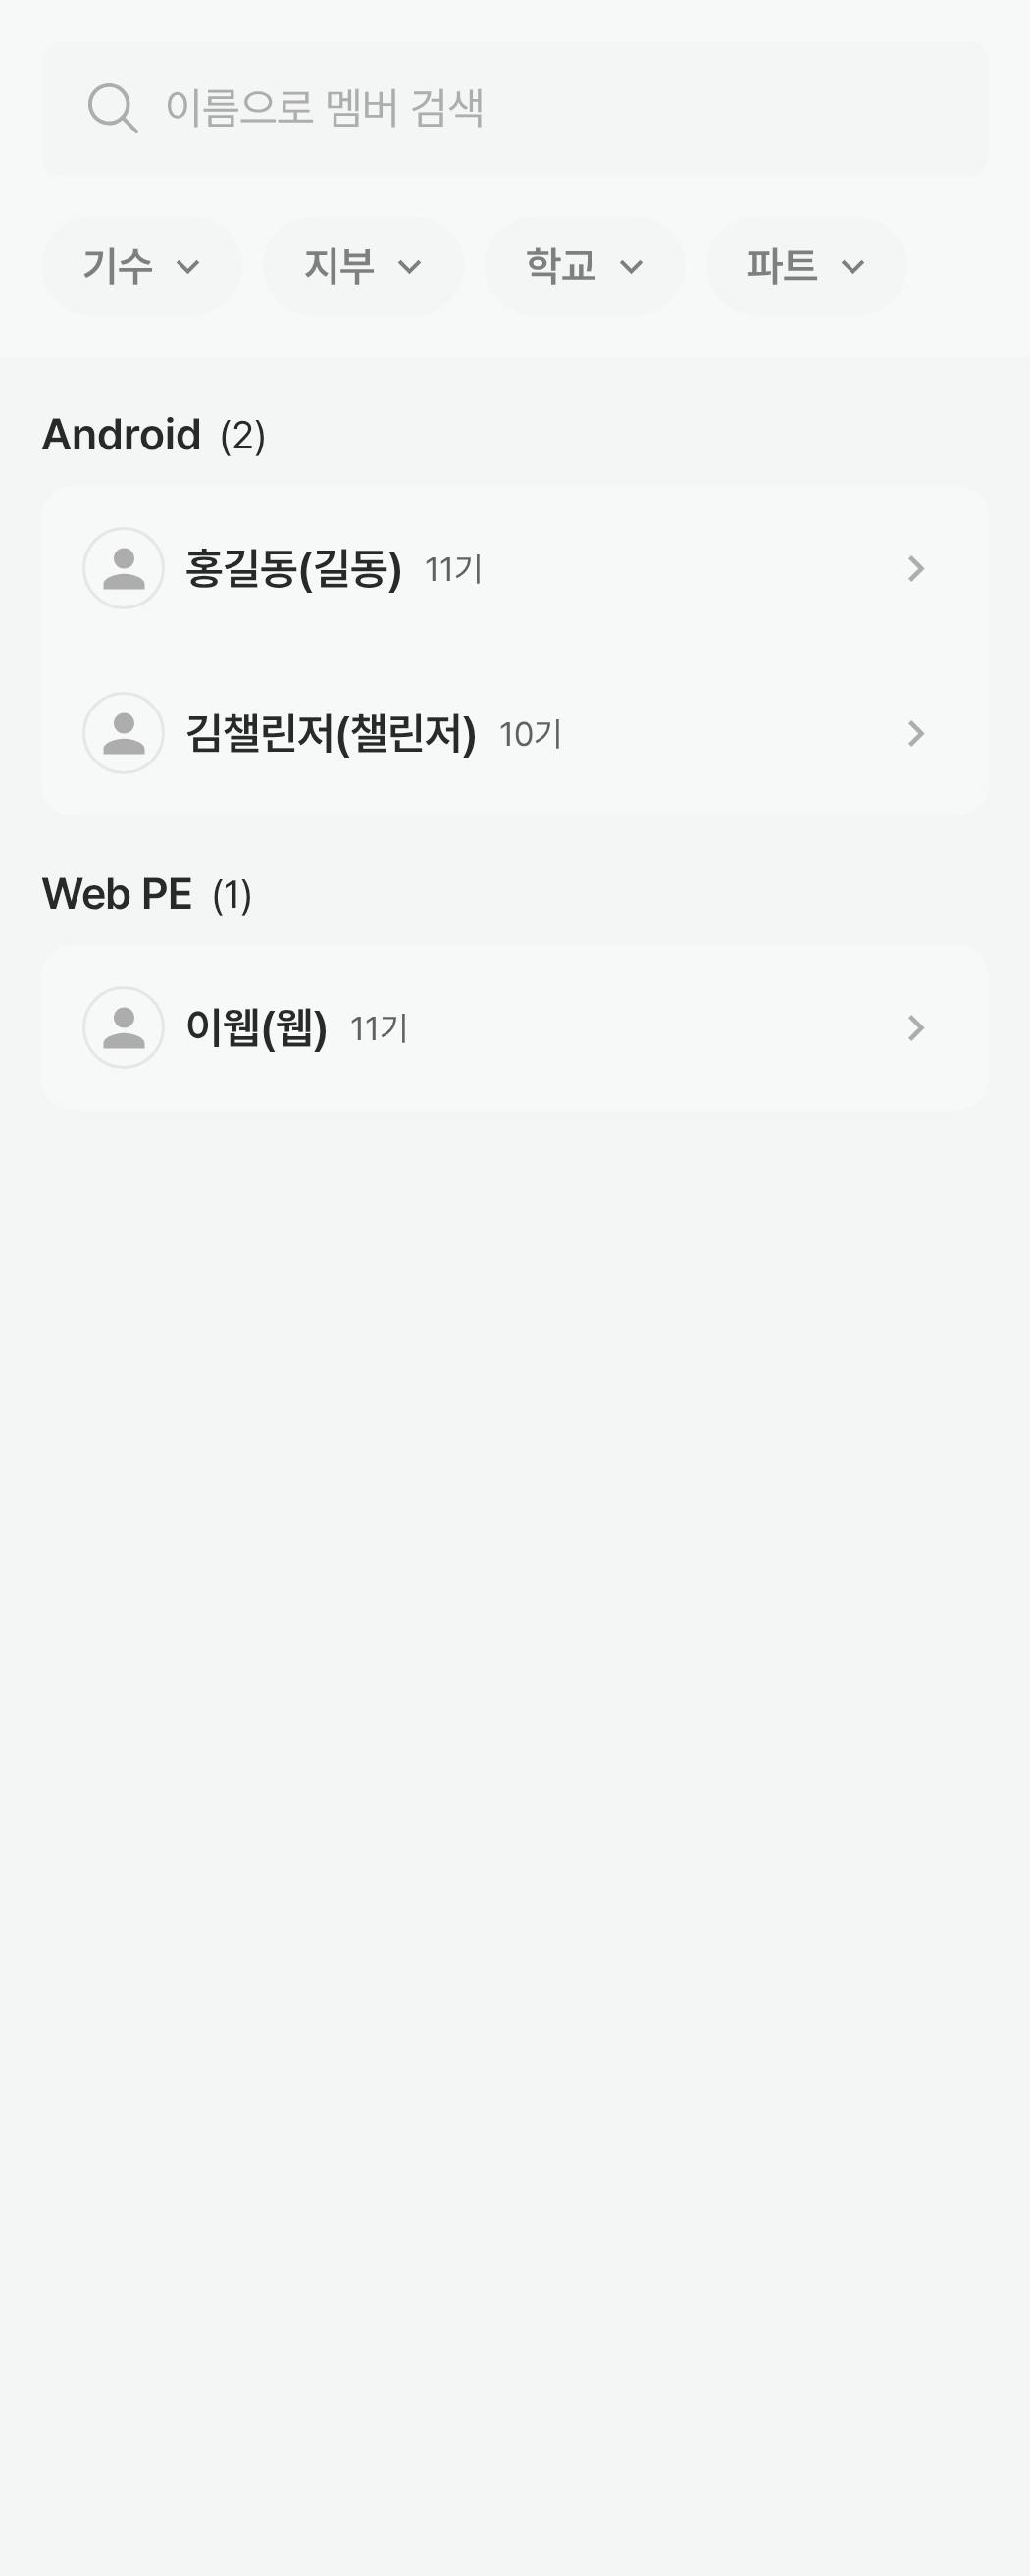 이름으로 멤버 검색
기수 지부 학교 파트
Android (2)
홍길동(길동) 11기
김챌린저(챌린저) 10기
Web PE (1)
이웹(웹) 11기